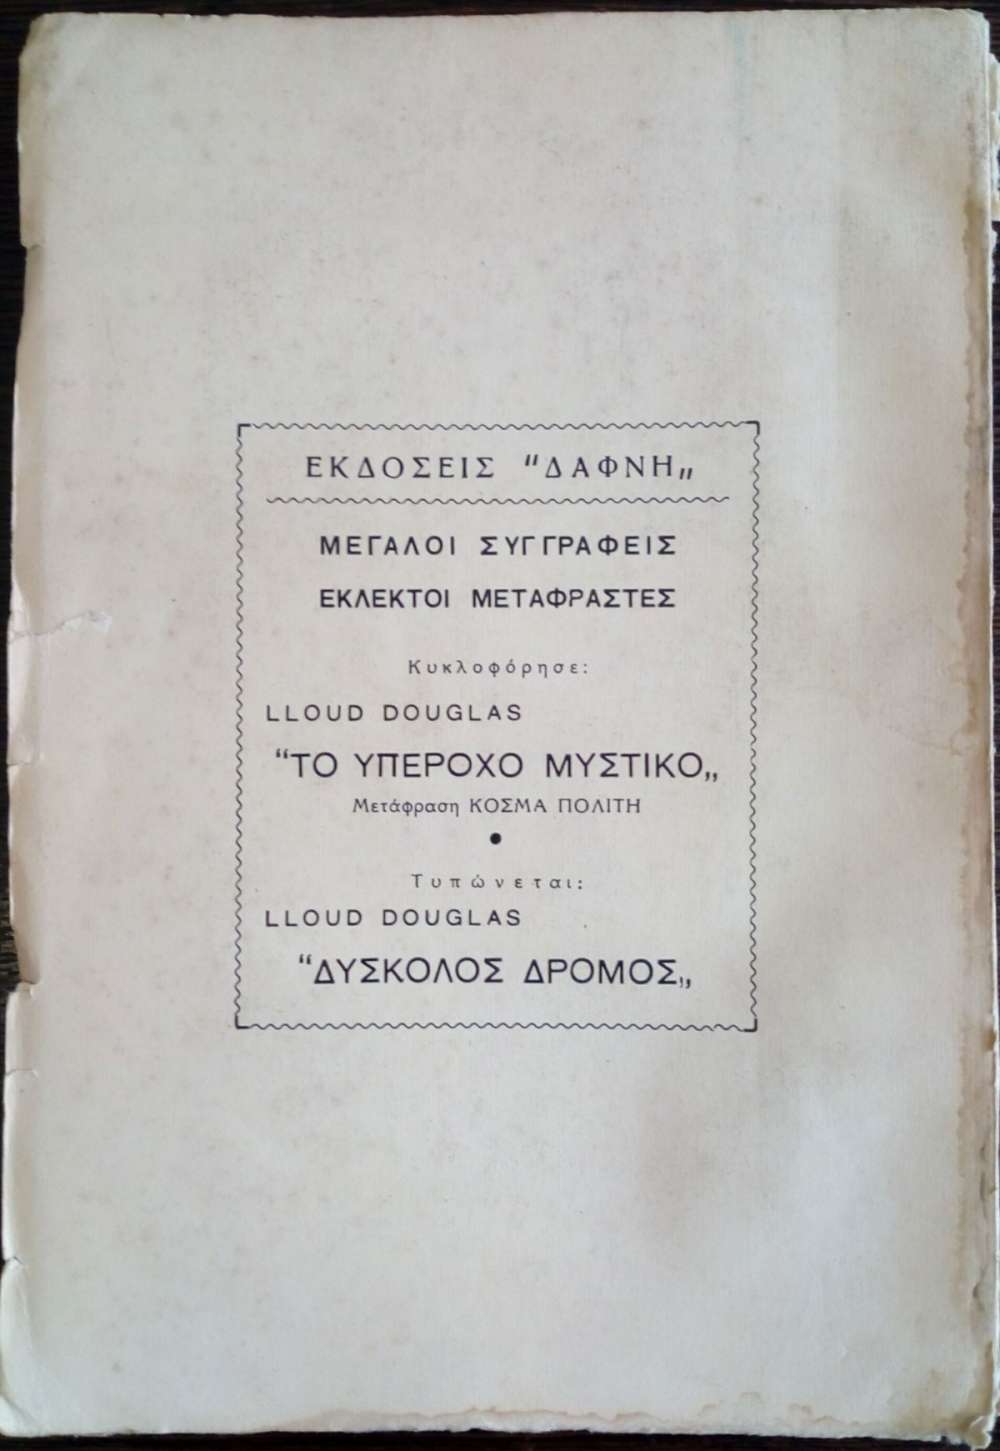 ΕΚΔΟΣΕΙΣ "ΔΑΦΝΗ„
ΜΕΓΑΛΟΙ ΣΥΓΓΡΑΦΕΙΣ
ΕΚΛΕΚΤΟΙ ΜΕΤΑΦΡΑΣΤΕΣ
Κυκλοφόρησε:
LLOUD DOUGLAS
“ΤΟ ΥΠΕΡΟΧΟ ΜΥΣΤΙΚΟ„
Μετάφραση ΚΟΣΜΑ ΠΟΛΙΤΗ
•
Τυπώνεται:
LLOUD DOUGLAS
“ΔΥΣΚΟΛΟΣ ΔΡΟΜΟΣ„